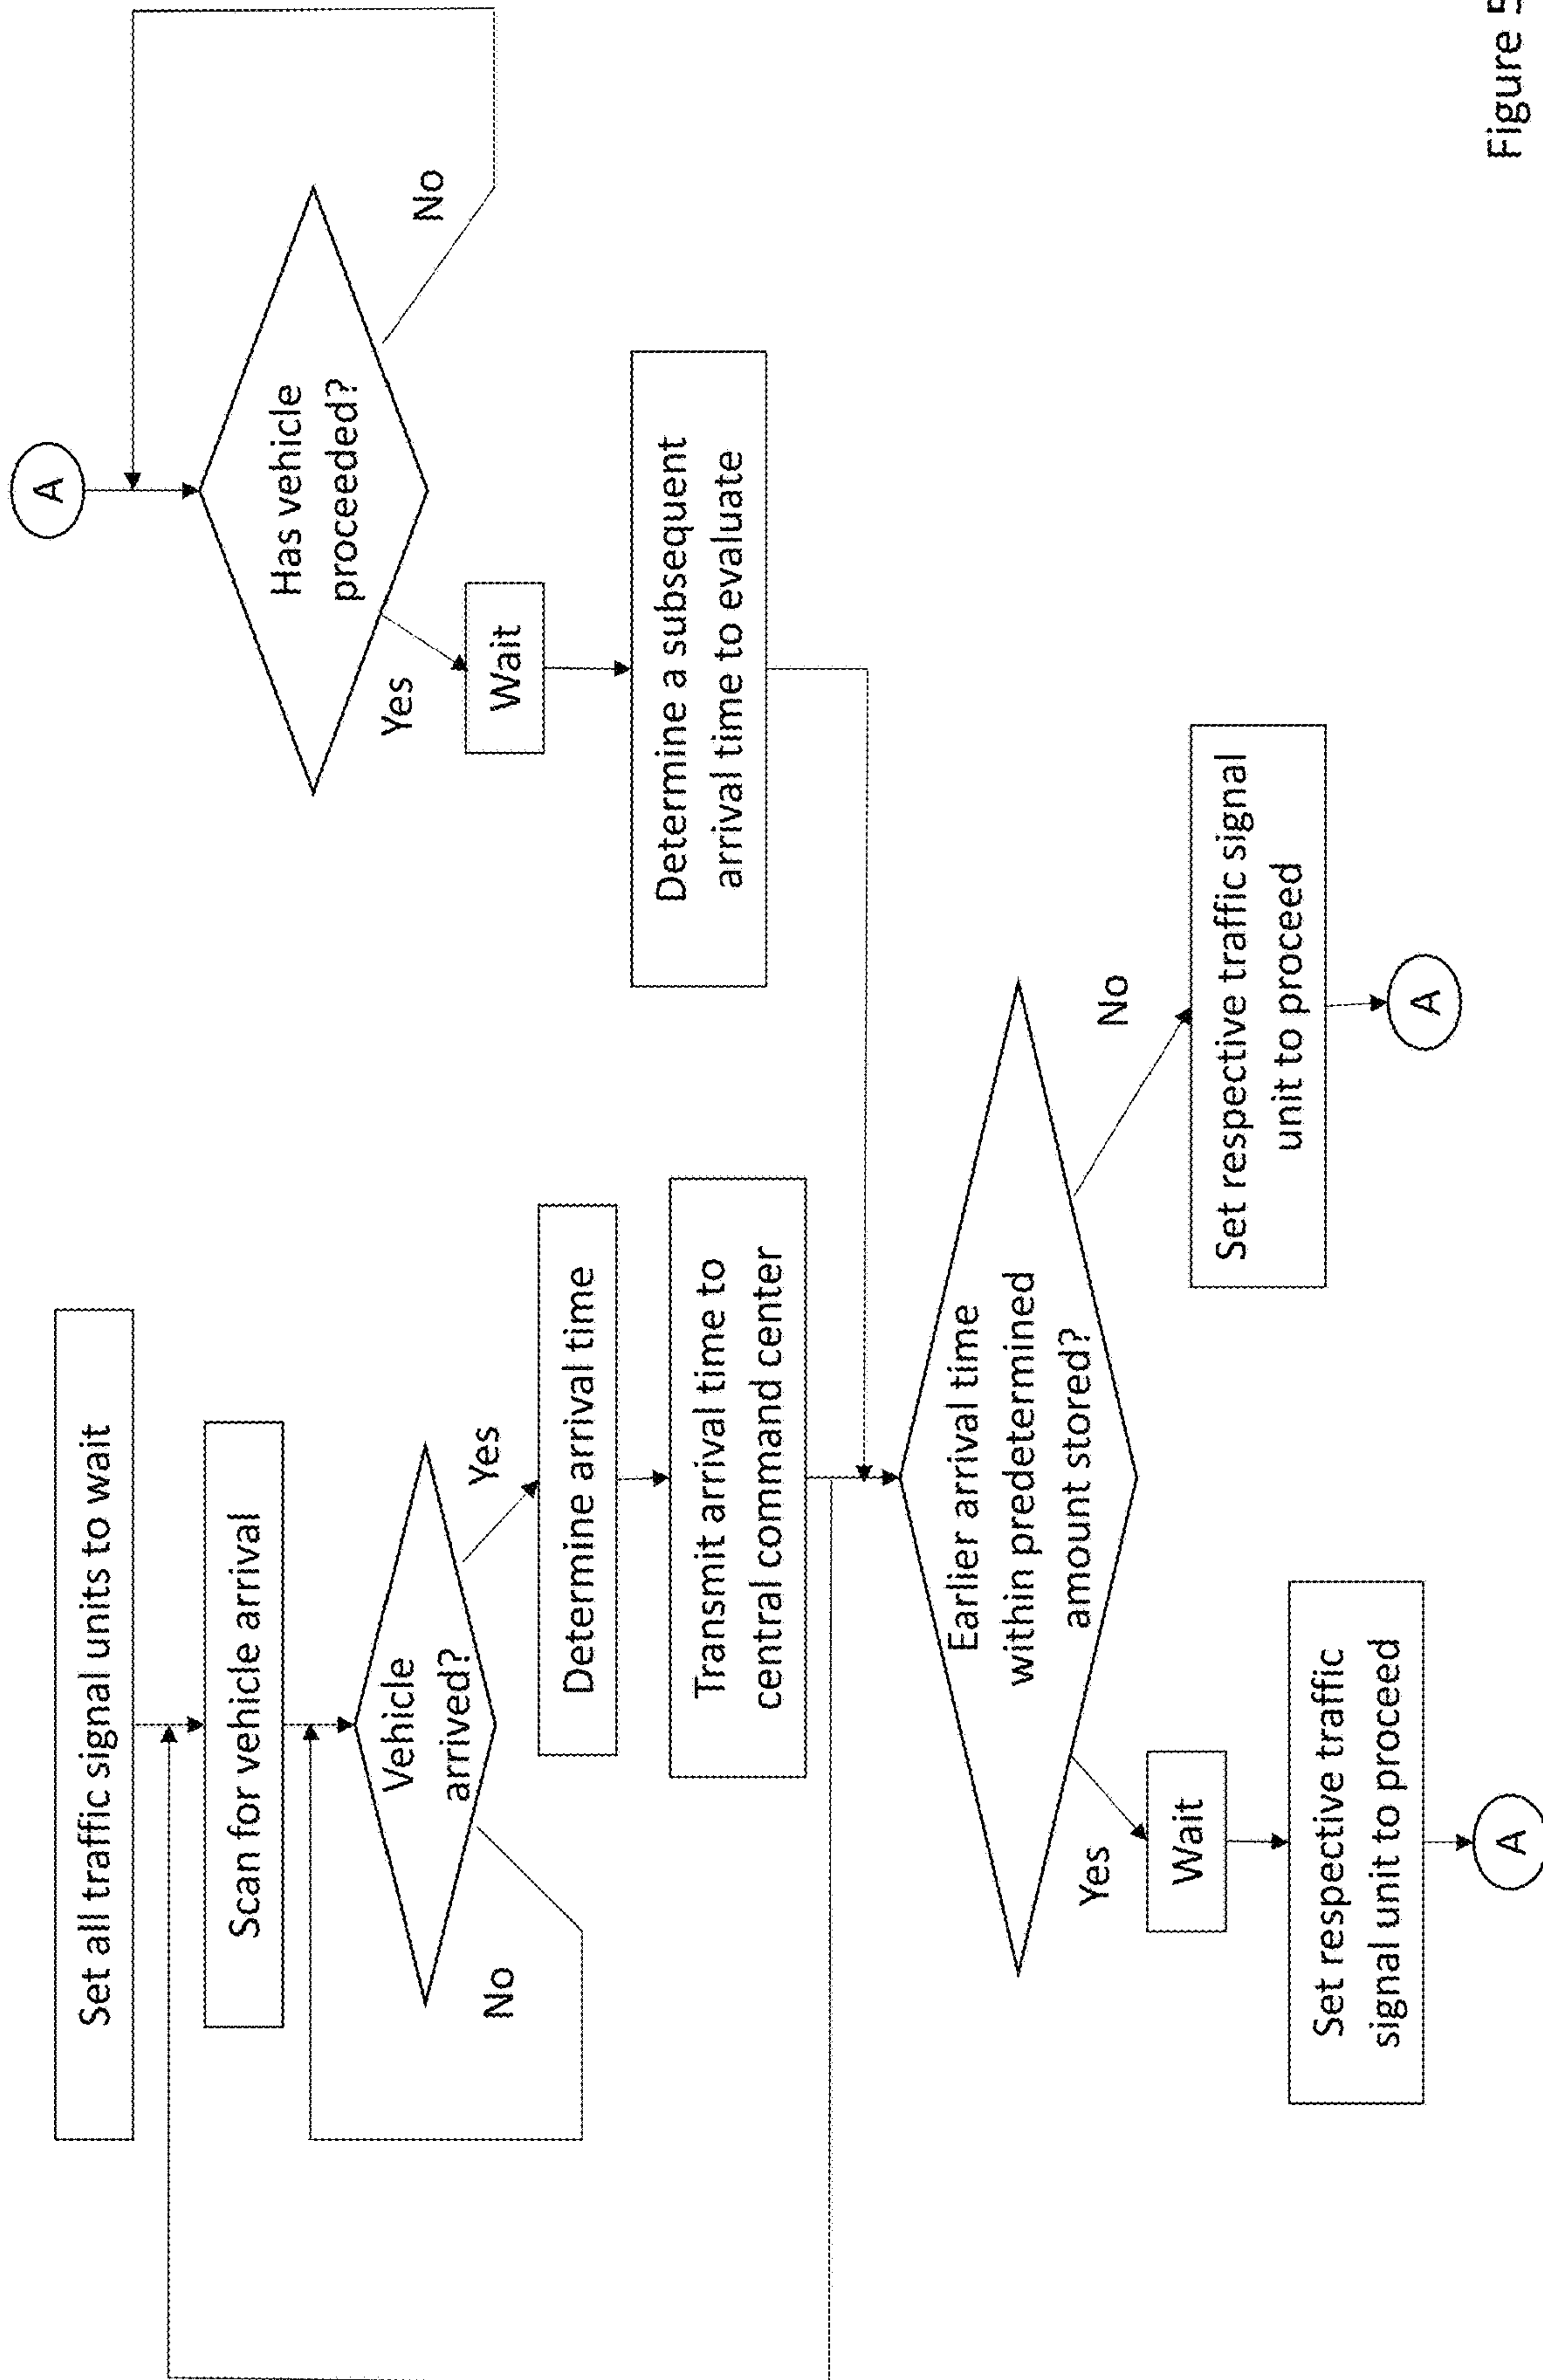 Set all traffic signal units to wait
Scan for vehicle arrival
Vehicle
arrived?
No
Yes
Determine arrival time
Transmit arrival time to
central command center
Earlier arrival time
within predetermined
amount stored?
Yes
No
Wait
Set respective traffic
signal unit to proceed
A
Set respective traffic signal
unit to proceed
A
A
Has vehicle
proceeded?
Yes
No
Wait
Determine a subsequent
arrival time to evaluate
Figure 5